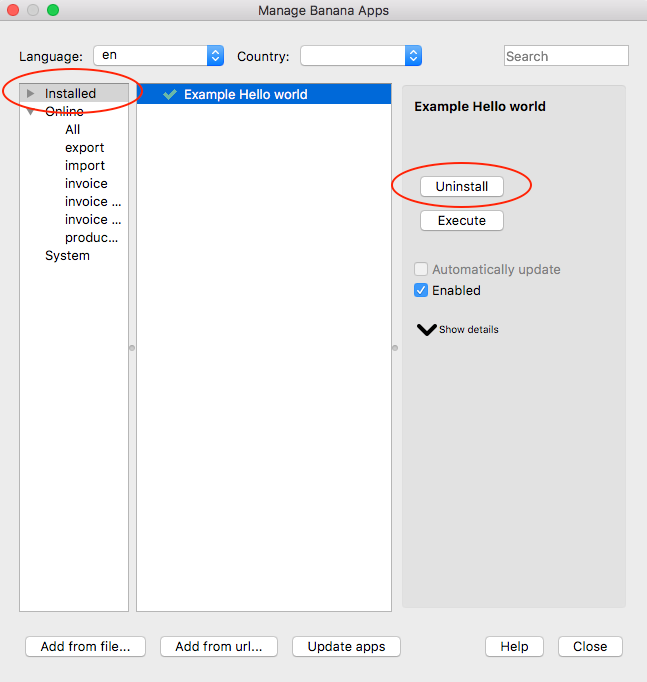 Manage Banana Apps
Language: en Country: Search
Installed
Online
All
export
import
invoice
invoice ...
invoice ...
produc...
System
Example Hello world
Example Hello world
Uninstall
Execute
Automatically update
Enabled
Show details
Add from file... Add from url... Update apps Help Close